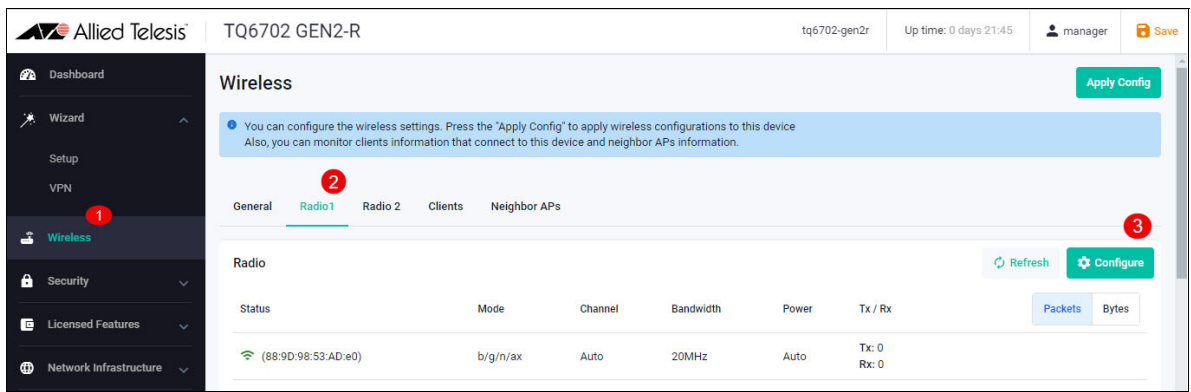 Allied Telesis
TQ6702 GEN2-R
tq6702-gen2r
Up time: 0 days 21:45
manager
Save
Dashboard
Wizard
Setup
VPN
1
Wireless
Security
Licensed Features
Network Infrastructure
Wireless
Apply Config
You can configure the wireless settings. Press the "Apply Config" to apply wireless configurations to this device
Also, you can monitor clients information that connect to this device and neighbor APs information.
2
General Radio1 Radio 2 Clients Neighbor APs
3
Radio
Refresh
Configure
Status Mode Channel Bandwidth Power Tx / Rx Packets Bytes
(88:9D:98:53:AD:e0) b/g/n/ax Auto 20MHz Auto Tx: 0
Rx: 0